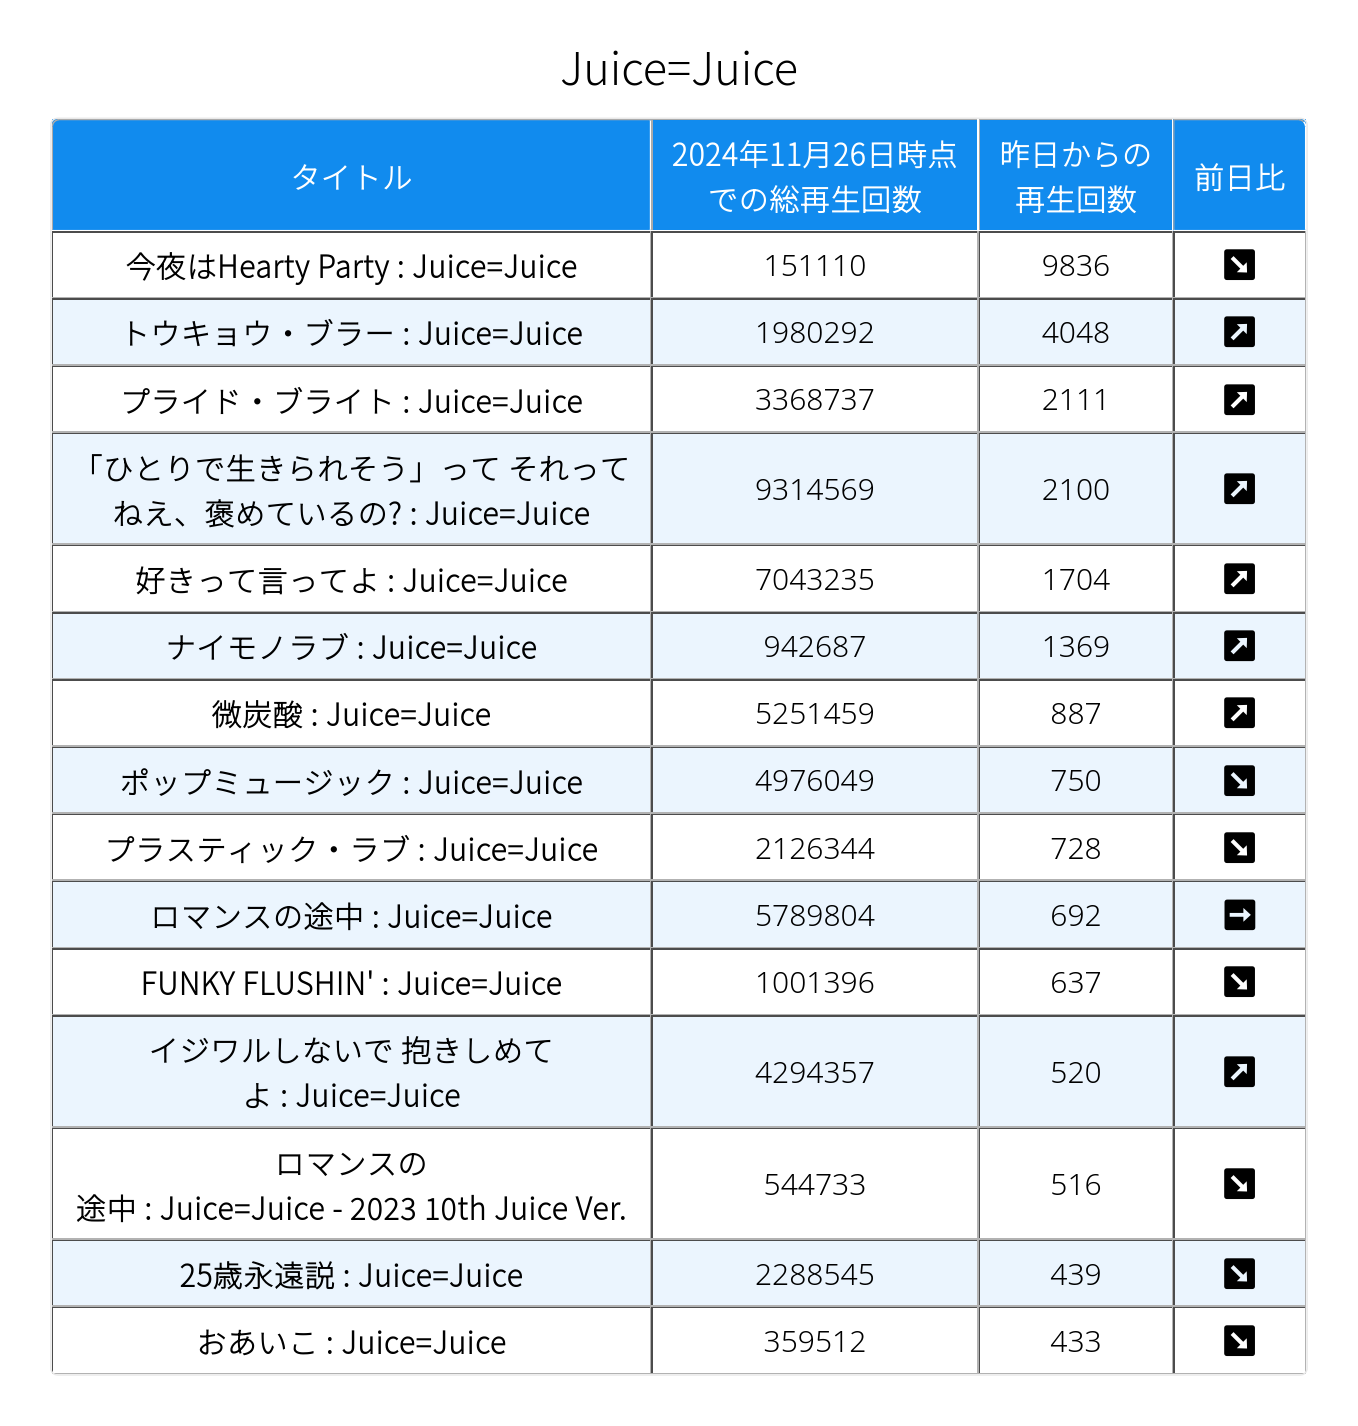 Juice=Juice
タイトル
2024年11月26日時点
での総再生回数
昨日からの
再生回数
前日比
今夜はHearty Party : Juice=Juice 151110 9836 ↘
トウキョウ・ブラー : Juice=Juice 1980292 4048 ↗
プライド・ブライト : Juice=Juice 3368737 2111 ↗
「ひとりで生きられそう」って それって
ねえ、褒めているの? : Juice=Juice 9314569 2100 ↗
好きって言ってよ : Juice=Juice 7043235 1704 ↗
ナイモノラブ : Juice=Juice 942687 1369 ↗
微炭酸 : Juice=Juice 5251459 887 ↗
ポップミュージック : Juice=Juice 4976049 750 ↘
プラスティック・ラブ : Juice=Juice 2126344 728 ↘
ロマンスの途中 : Juice=Juice 5789804 692 →
FUNKY FLUSHIN' : Juice=Juice 1001396 637 ↘
イジワルしないで 抱きしめて
よ : Juice=Juice 4294357 520 ↗
ロマンスの
途中 : Juice=Juice - 2023 10th Juice Ver. 544733 516 ↘
25歳永遠説 : Juice=Juice 2288545 439 ↘
おあいこ : Juice=Juice 359512 433 ↘